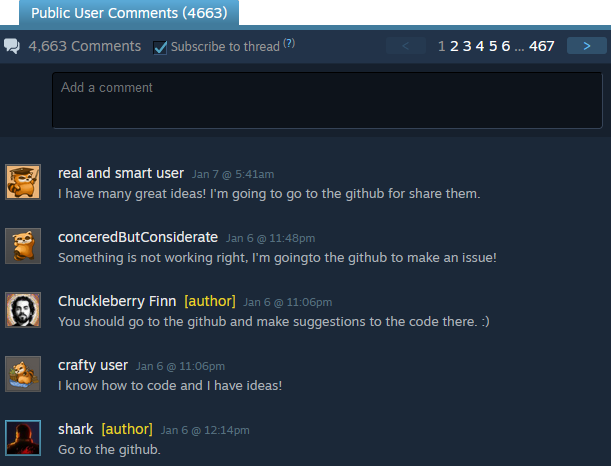 Public User Comments (4663)
4,663 Comments Subscribe to thread (?) < 1 2 3 4 5 6 ... 467 >
Add a comment
real and smart user Jan 7 @ 5:41am
I have many great ideas! I'm going to go to the github for share them.
conceredButConsiderate Jan 6 @ 11:48pm
Something is not working right, I'm goingto the github to make an issue!
Chuckleberry Finn [author] Jan 6 @ 11:06pm
You should go to the github and make suggestions to the code there. :)
crafty user Jan 6 @ 11:06pm
I know how to code and I have ideas!
shark [author] Jan 6 @ 12:14pm
Go to the github.